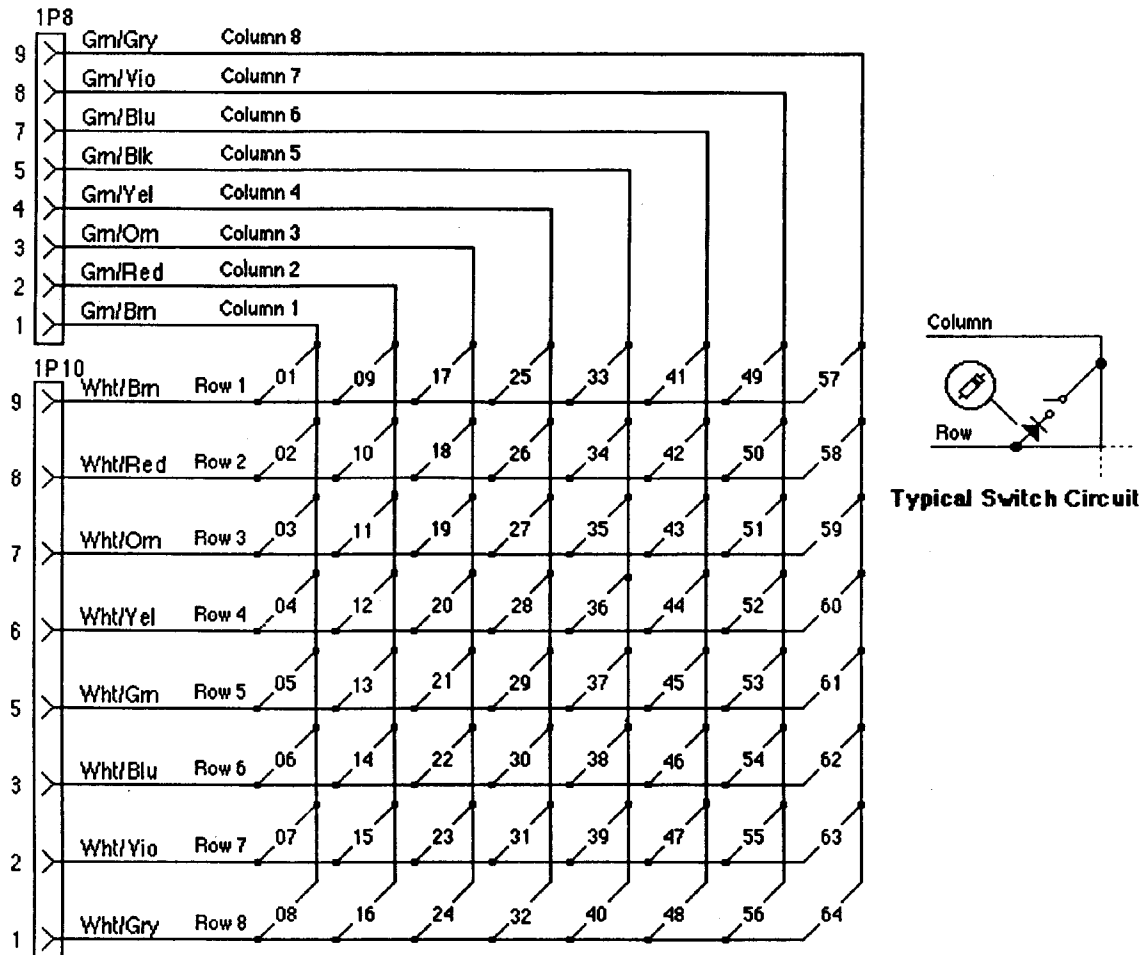 1P8
9 Grn/Gry Column 8
8 Grn/Vio Column 7
7 Grn/Blu Column 6
5 Grn/Blk Column 5
4 Grn/Yel Column 4
3 Grn/Orn Column 3
2 Grn/Red Column 2
1 Grn/Brn Column 1
1P10
9 Wht/Brn Row 1 01 09 17 25 33 41 49 57
8 Wht/Red Row 2 02 10 18 26 34 42 50 58
7 Wht/Orn Row 3 03 11 19 27 35 43 51 59
6 Wht/Yel Row 4 04 12 20 28 36 44 52 60
5 Wht/Grn Row 5 05 13 21 29 37 45 53 61
3 Wht/Blu Row 6 06 14 22 30 38 46 54 62
2 Wht/Vio Row 7 07 15 23 31 39 47 55 63
1 Wht/Gry Row 8 08 16 24 32 40 48 56 64
Column
Row
Typical Switch Circuit